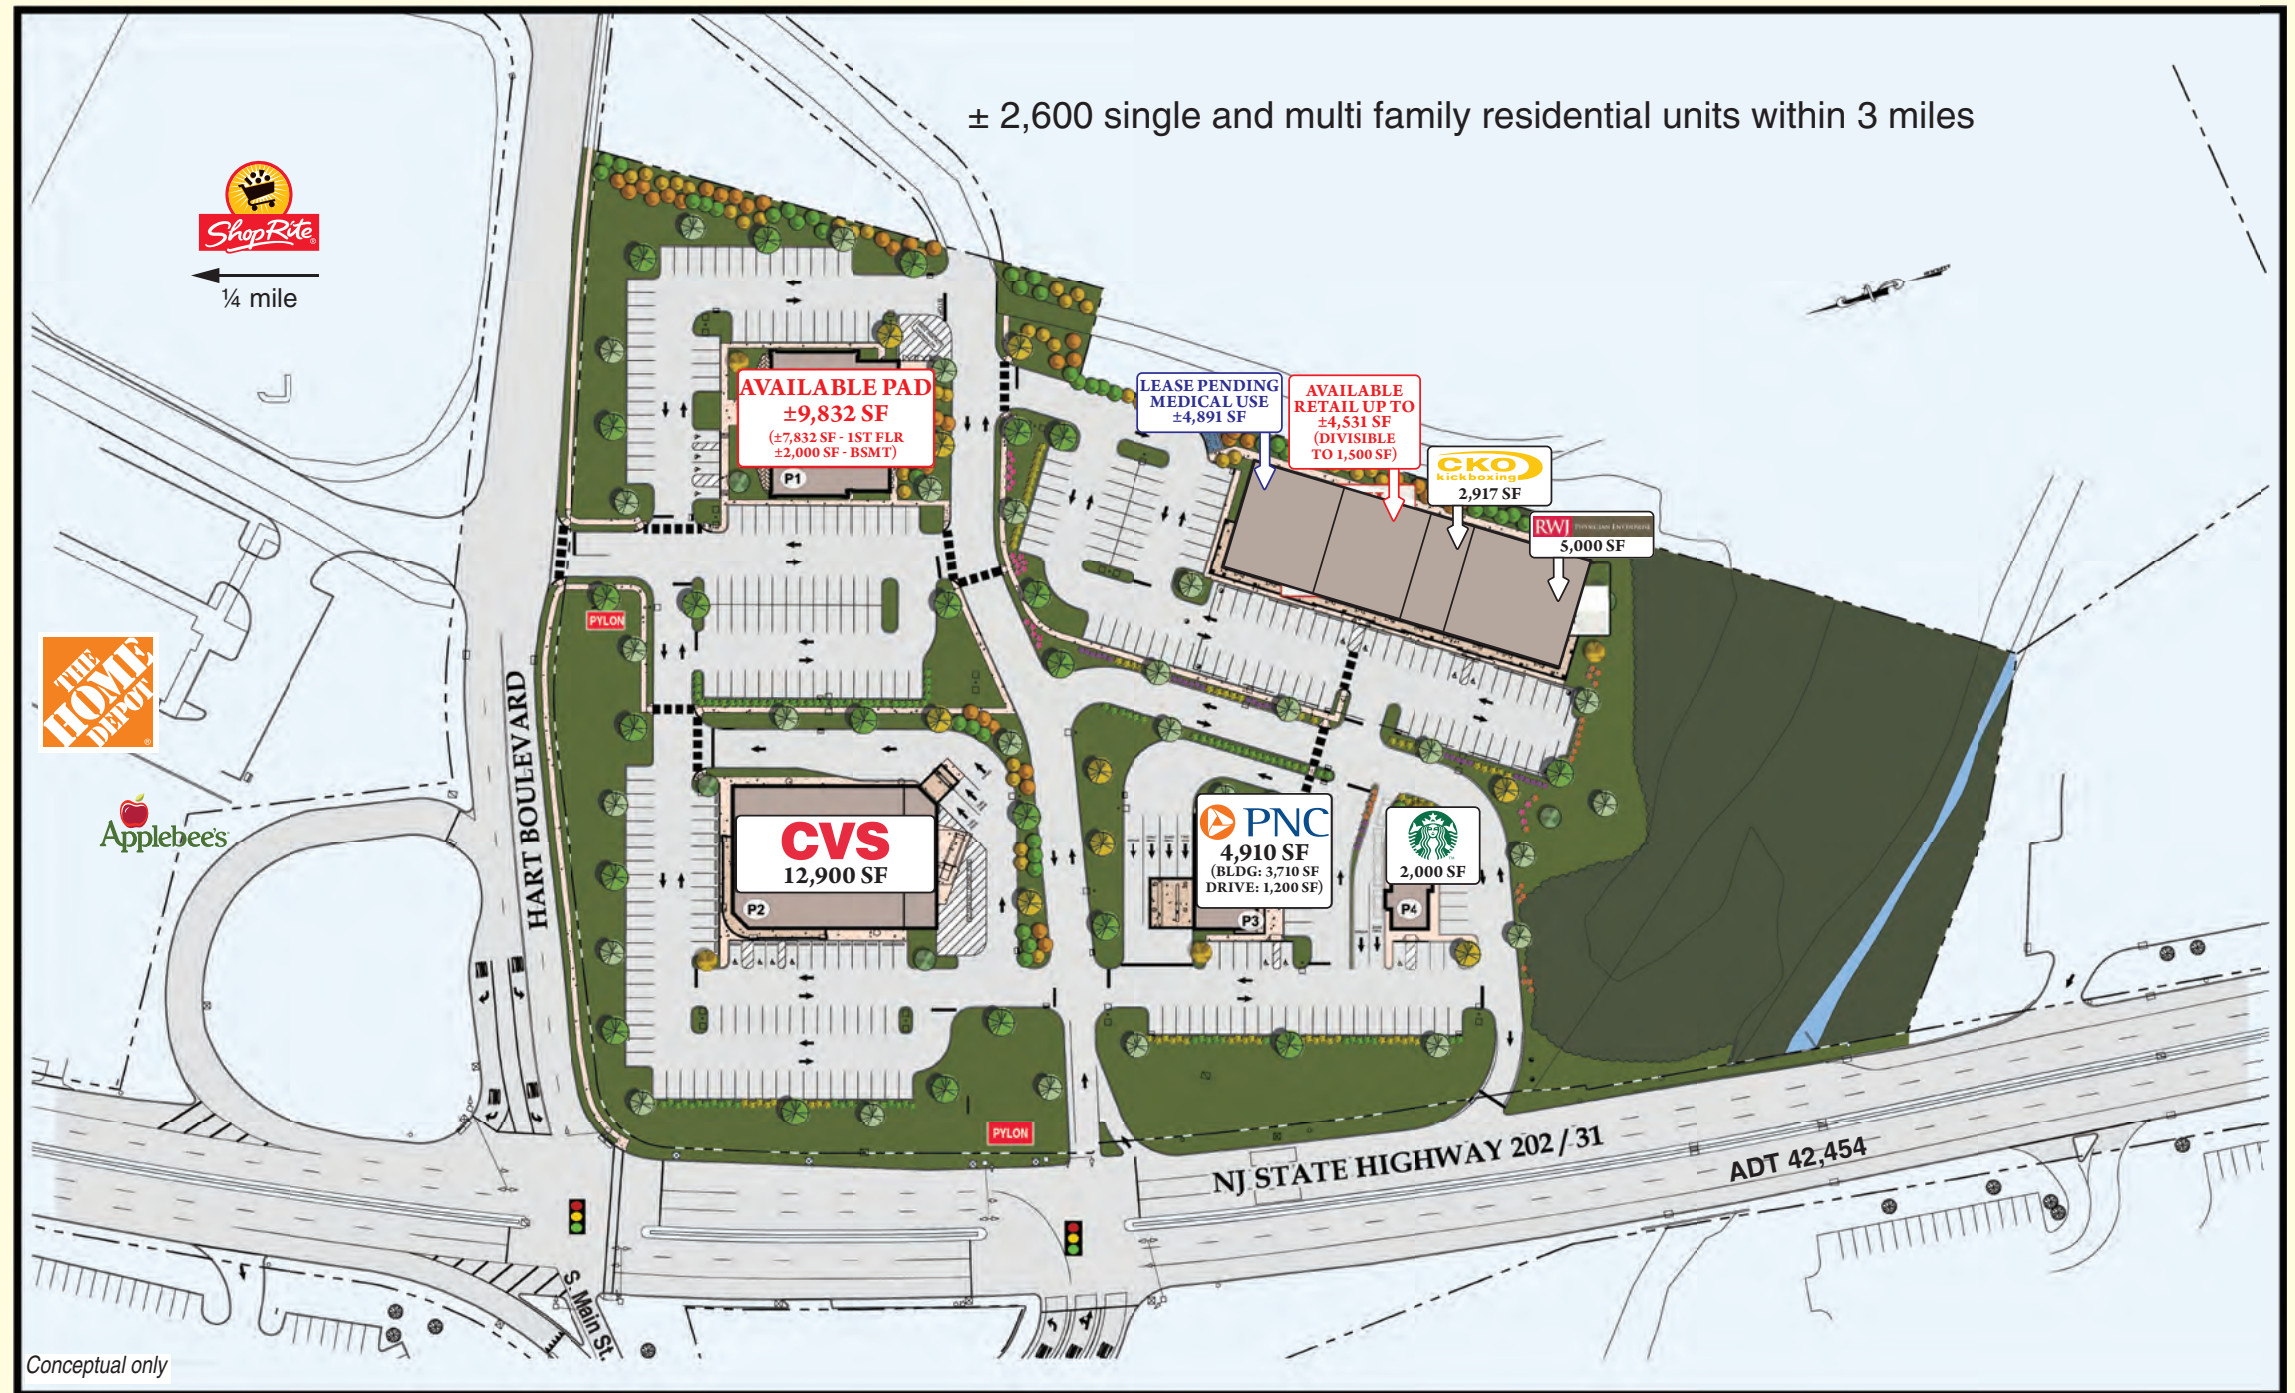 ± 2,600 single and multi family residential units within 3 miles
ShopRite
¼ mile
AVAILABLE PAD
±9,832 SF
(±7,832 SF - 1ST FLR
±2,000 SF - BSMT)
P1
LEASE PENDING
MEDICAL USE
±4,891 SF
AVAILABLE
RETAIL UP TO
±4,531 SF
(DIVISIBLE
TO 1,500 SF)
CKO
kickboxing
2,917 SF
RWJ PHYSICIAN ENTERPRISE
5,000 SF
PYLON
THE
HOME
DEPOT
Applebee's
HART BOULEVARD
CVS
12,900 SF
P2
PNC
4,910 SF
(BLDG: 3,710 SF
DRIVE: 1,200 SF)
P3
2,000 SF
P4
PYLON
NJ STATE HIGHWAY 202 / 31
ADT 42,454
S. Main St.
Conceptual only